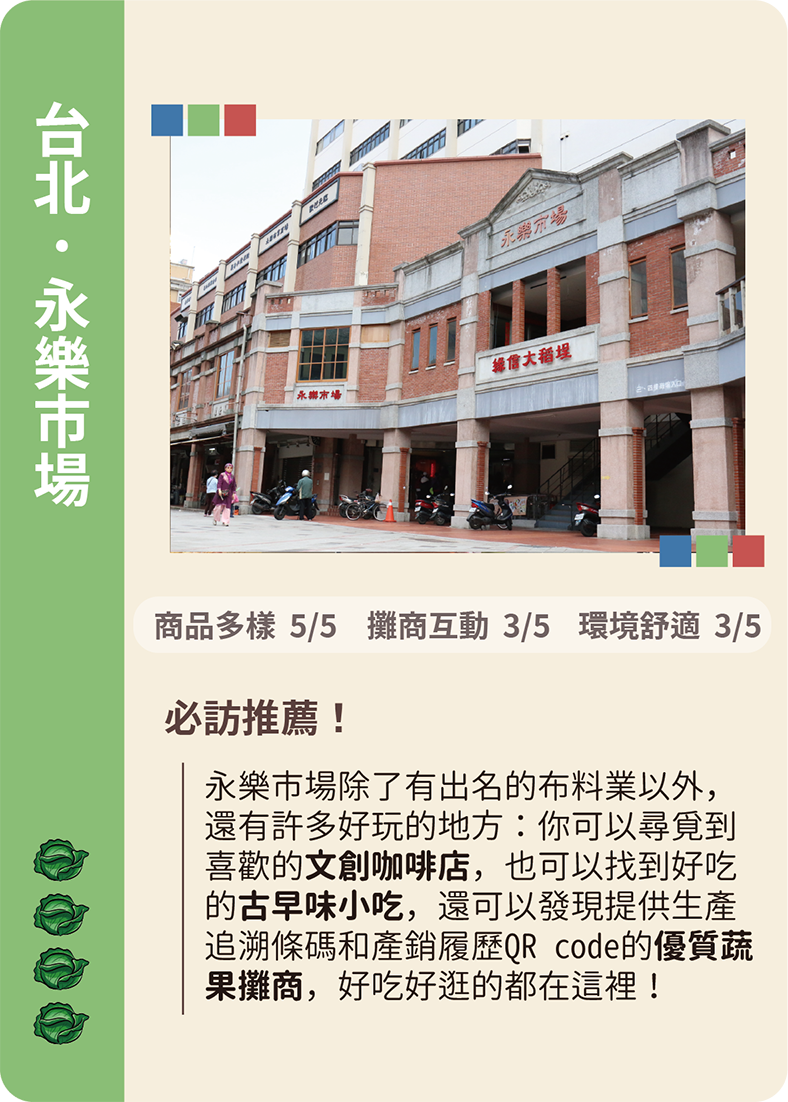 台北・永樂市場
永樂市場
綠信大稻埕
永樂市場
商品多樣 5/5 攤商互動 3/5 環境舒適 3/5
必訪推薦！
永樂市場除了有出名的布料業以外，
還有許多好玩的地方：你可以尋覓到
喜歡的文創咖啡店，也可以找到好吃
的古早味小吃，還可以發現提供生產
追溯條碼和產銷履歷QR code的優質蔬
果攤商，好吃好逛的都在這裡！